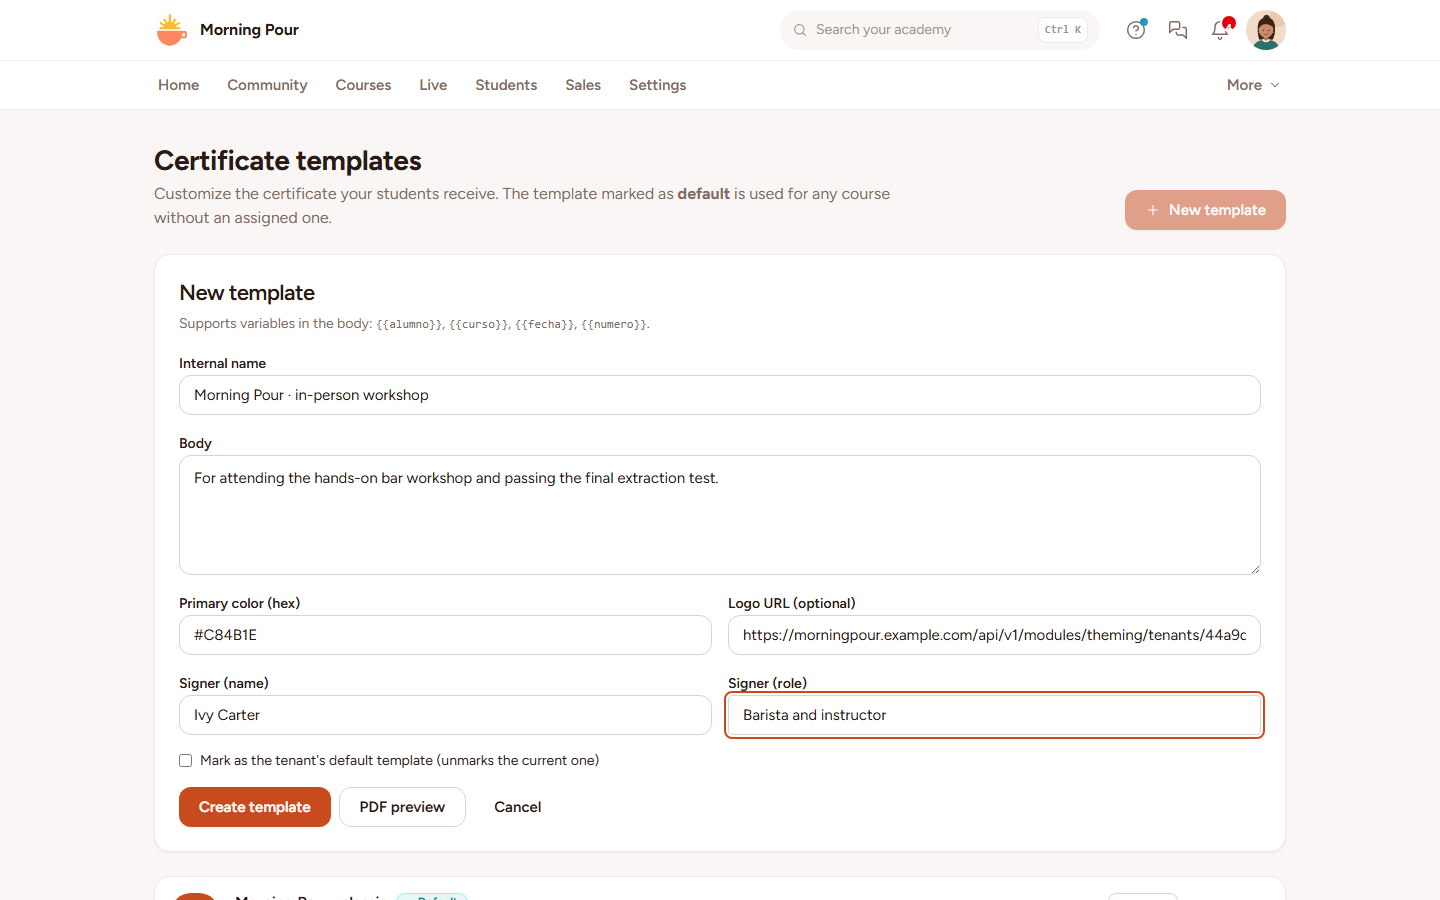 Morning Pour
Search your academy
Ctrl K
Home
Community
Courses
Live
Students
Sales
Settings
More
Certificate templates
Customize the certificate your students receive. The template marked as default is used for any course
without an assigned one.
+ New template
New template
Supports variables in the body: {{alumno}}, {{curso}}, {{fecha}}, {{numero}}.
Internal name
Morning Pour · in-person workshop
Body
For attending the hands-on bar workshop and passing the final extraction test.
Primary color (hex)
Logo URL (optional)
#C84B1E
https://morningpour.example.com/api/v1/modules/theming/tenants/44a9c
Signer (name)
Signer (role)
Ivy Carter
Barista and instructor
Mark as the tenant's default template (unmarks the current one)
Create template
PDF preview
Cancel